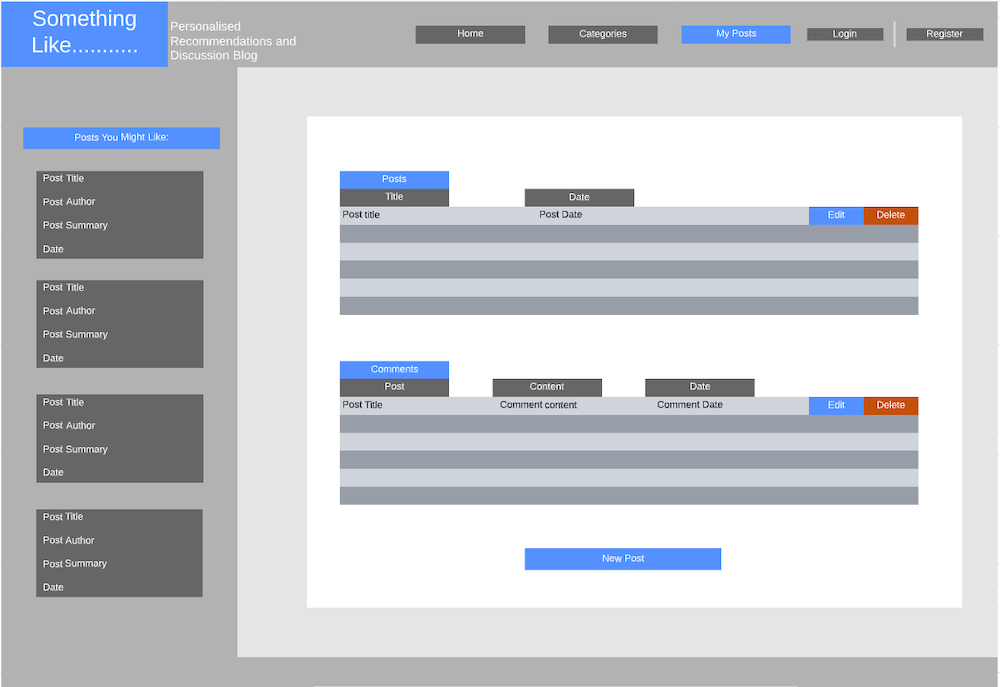 Something
Like...........
Personalised
Recommendations and
Discussion Blog
Home
Categories
My Posts
Login
Register
Posts You Might Like:
Post Title
Post Author
Post Summary
Date
Post Title
Post Author
Post Summary
Date
Post Title
Post Author
Post Summary
Date
Post Title
Post Author
Post Summary
Date
Posts
Title
Date
Post title
Post Date
Edit
Delete
Comments
Post
Content
Date
Post Title
Comment content
Comment Date
Edit
Delete
New Post